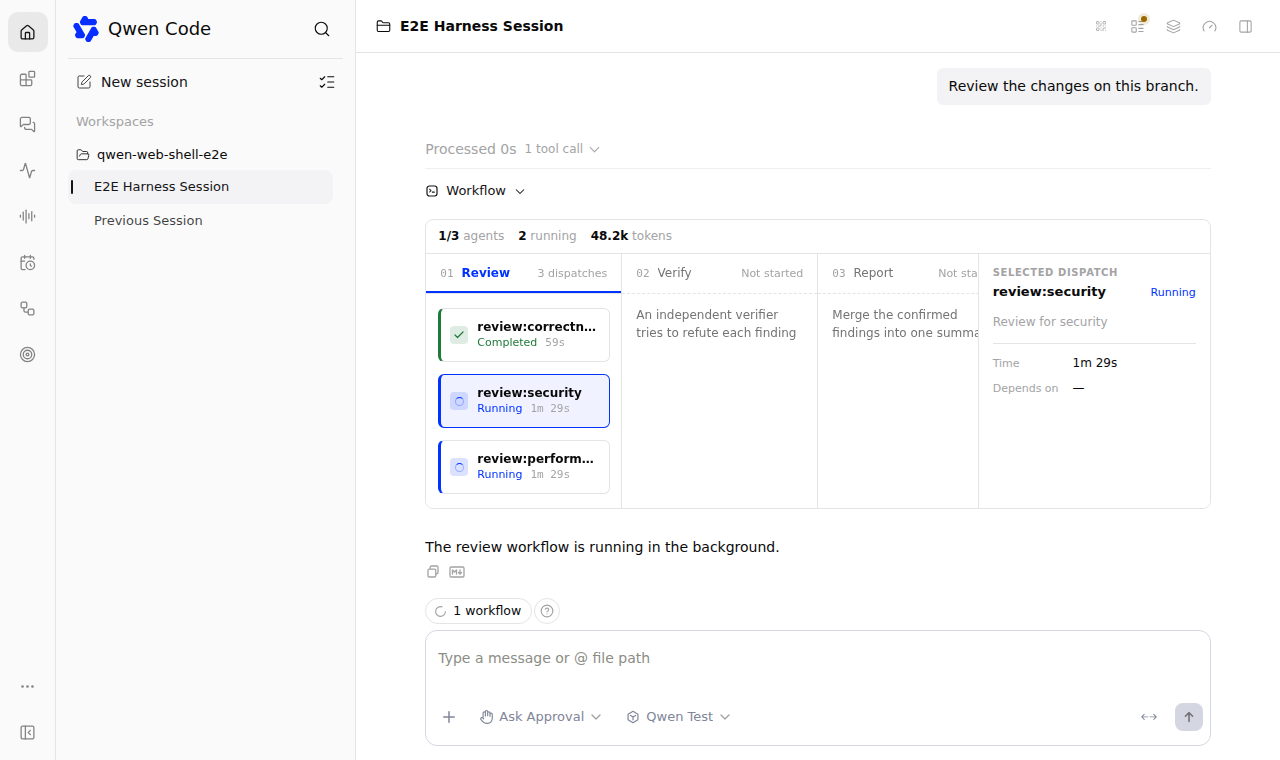 Qwen Code
New session
Workspaces
qwen-web-shell-e2e
E2E Harness Session
Previous Session
E2E Harness Session
Review the changes on this branch.
Processed 0s 1 tool call
Workflow
1/3 agents 2 running 48.2k tokens
01 Review 3 dispatches
review:correctn...
Completed 59s
review:security
Running 1m 29s
review:perform...
Running 1m 29s
02 Verify Not started
An independent verifier
tries to refute each finding
03 Report Not sta
Merge the confirmed
findings into one summa
SELECTED DISPATCH
review:security Running
Review for security
Time 1m 29s
Depends on —
The review workflow is running in the background.
M↓
1 workflow
Type a message or @ file path
Ask Approval Qwen Test